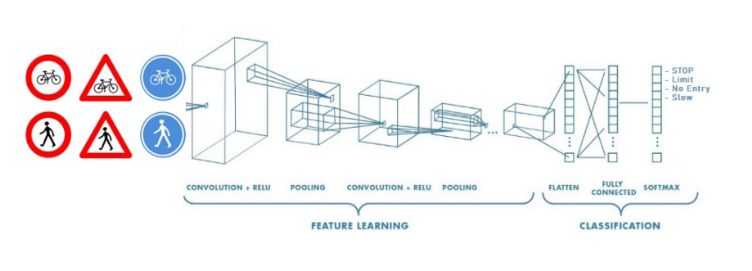 - STOP
- Limit
- No Entry
- Slow
CONVOLUTION + RELU
POOLING
CONVOLUTION + RELU
POOLING
FLATTEN
FULLY
CONNECTED
SOFTMAX
FEATURE LEARNING
CLASSIFICATION